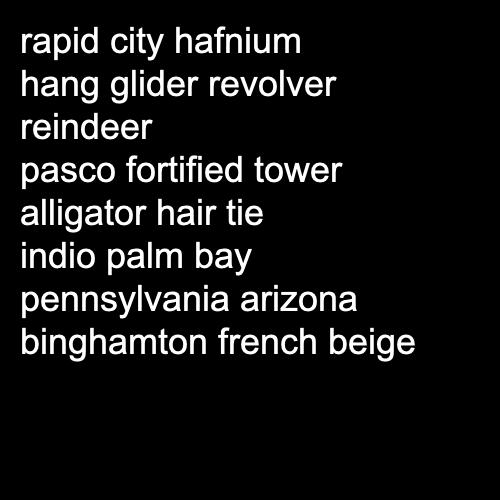 rapid city hafnium
hang glider revolver
reindeer
pasco fortified tower
alligator hair tie
indio palm bay
pennsylvania arizona
binghamton french beige